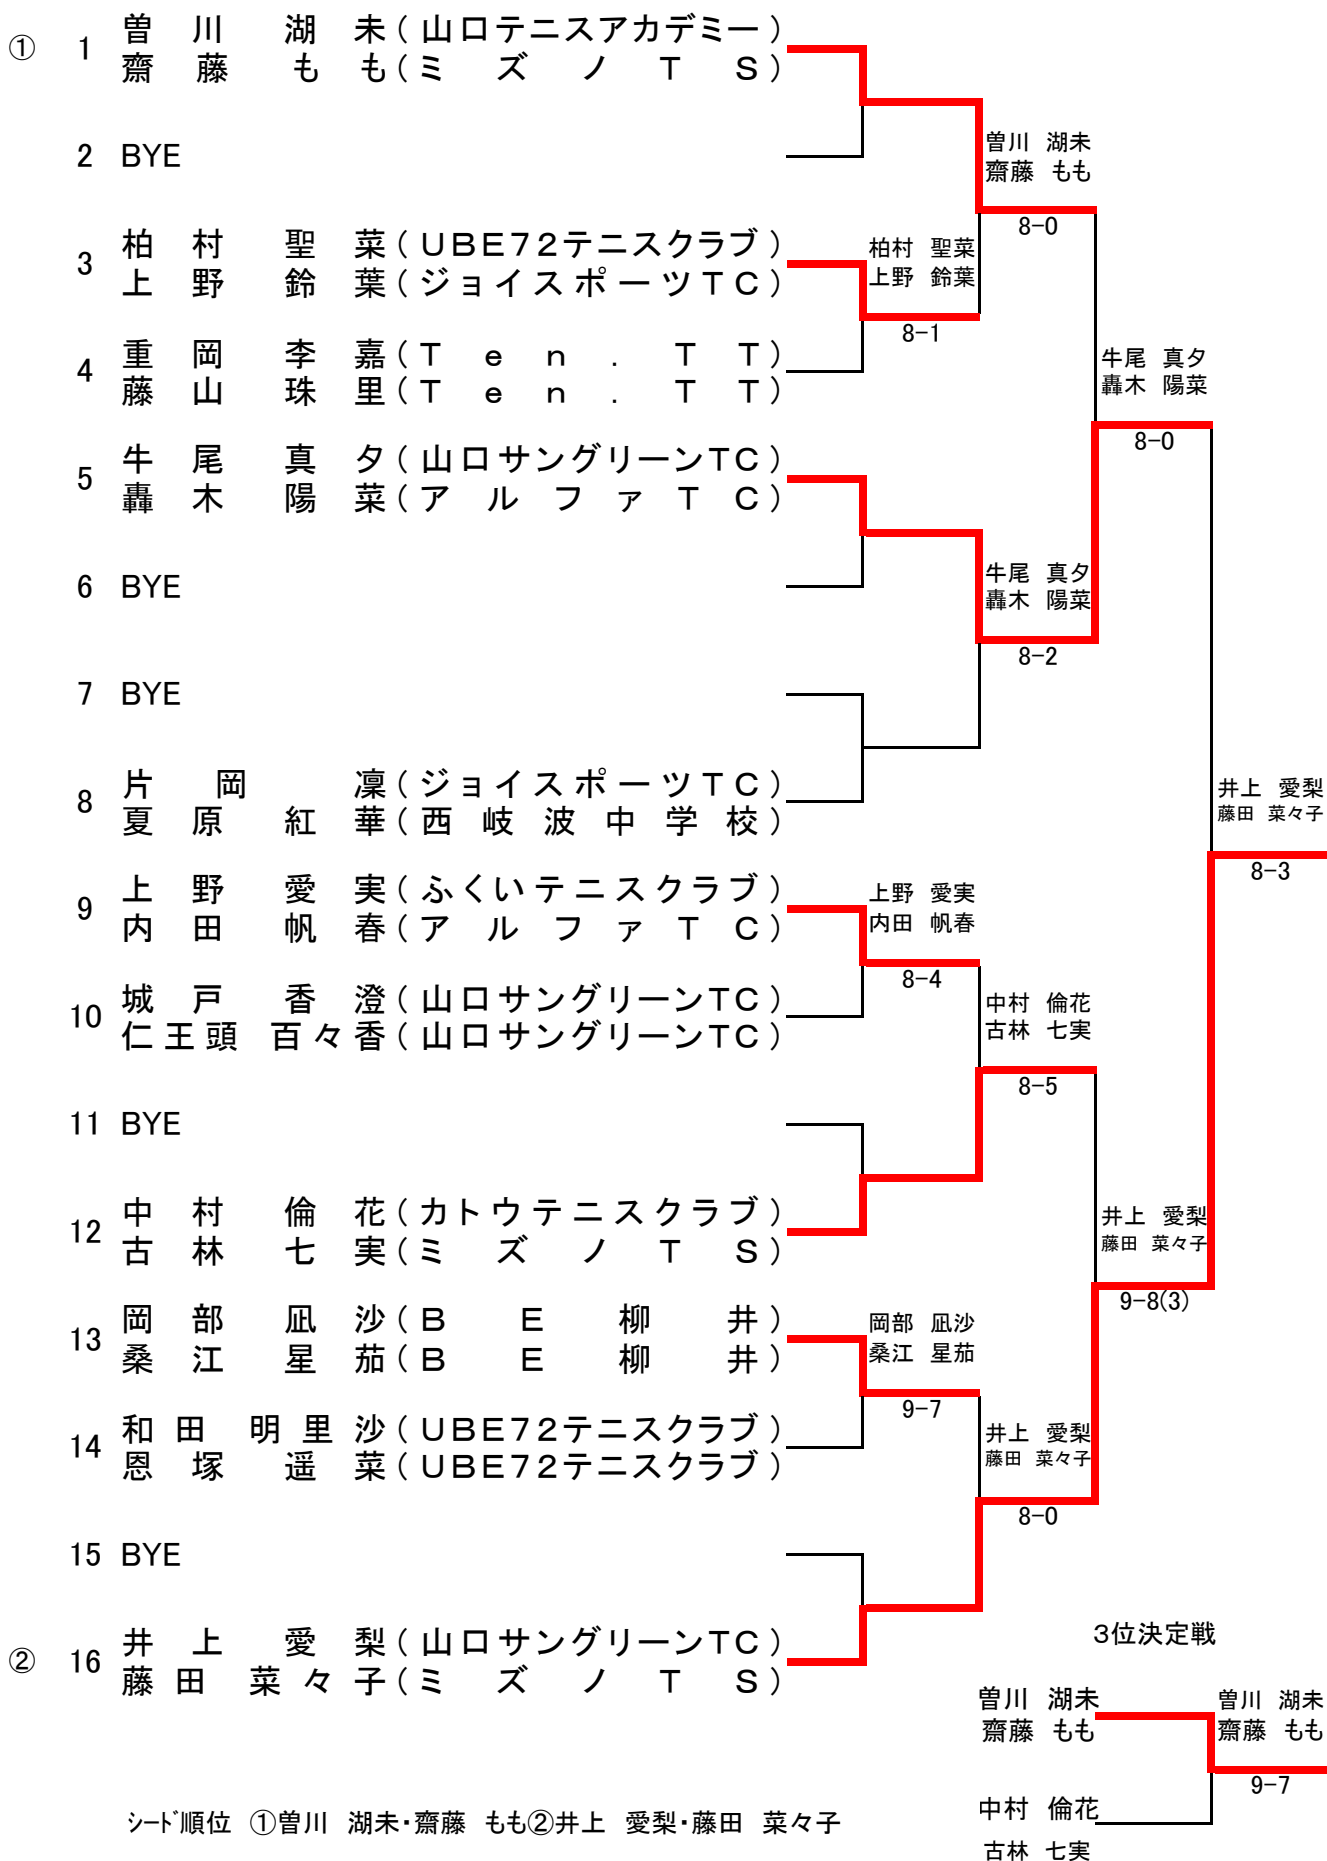 ① 1 曽川 湖未(山口テニスアカデミー)
齋藤 もも(ミズノTS)
2 BYE
曽川 湖未
齋藤 もも
8-0
3 柏村 聖菜(UBE72テニスクラブ)
上野 鈴葉(ジョイスポーツTC)
柏村 聖菜
上野 鈴葉
8-1
4 重岡 李嘉(Ten.TT)
藤山 珠里(Ten.TT)
牛尾 真夕
轟木 陽菜
8-0
5 牛尾 真夕(山口サングリーンTC)
轟木 陽菜(アルファTC)
6 BYE
牛尾 真夕
轟木 陽菜
8-2
7 BYE
8 片岡 凜(ジョイスポーツTC)
夏原 紅華(西岐波中学校)
井上 愛梨
藤田 菜々子
8-3
9 上野 愛実(ふくいテニスクラブ)
内田 帆春(アルファTC)
上野 愛実
内田 帆春
8-4
10 城戸 香澄(山口サングリーンTC)
仁王頭 百々香(山口サングリーンTC)
中村 倫花
古林 七実
8-5
11 BYE
12 中村 倫花(カトウテニスクラブ)
古林 七実(ミズノTS)
井上 愛梨
藤田 菜々子
9-8(3)
13 岡部 凪沙(BE柳井)
桑江 星茄(BE柳井)
岡部 凪沙
桑江 星茄
9-7
14 和田 明里沙(UBE72テニスクラブ)
恩塚 遥菜(UBE72テニスクラブ)
井上 愛梨
藤田 菜々子
8-0
15 BYE
② 16 井上 愛梨(山口サングリーンTC)
藤田 菜々子(ミズノTS)
3位決定戦
曽川 湖未
齋藤 もも
曽川 湖未
齋藤 もも
9-7
中村 倫花
古林 七実
シード順位 ①曽川 湖未・齋藤 もも②井上 愛梨・藤田 菜々子